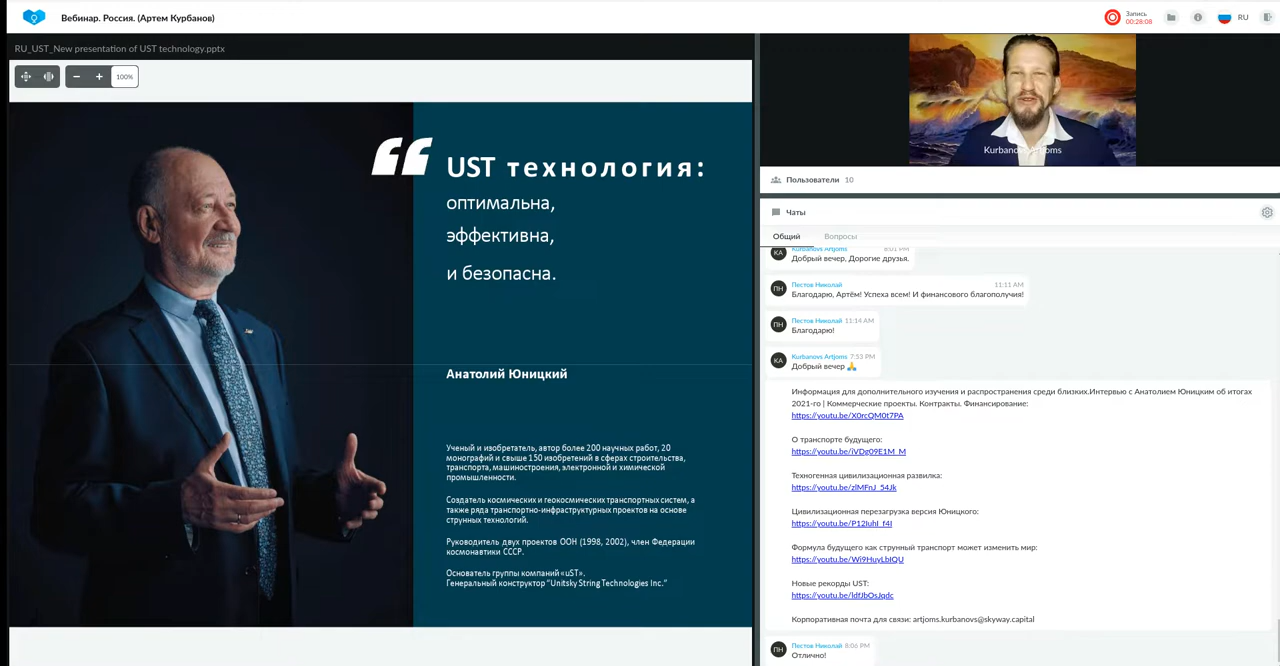 Вебинар. Россия. (Артем Курбанов)
Запись
00:28:08
RU
RU_UST_New presentation of UST technology.pptx
100%
UST технология:
оптимальна,
эффективна,
и безопасна.
Анатолий Юницкий
Ученый и изобретатель, автор более 200 научных работ, 20
монографий и свыше 150 изобретений в сферах строительства,
транспорта, машиностроения, электронной и химической
промышленности.
Создатель космических и геокосмических транспортных систем, а
также ряда транспортно-инфраструктурных проектов на основе
струнных технологий.
Руководитель двух проектов ООН (1998, 2002), член Федерации
космонавтики СССР.
Основатель группы компаний «uST».
Генеральный конструктор "Unitsky String Technologies Inc."
Kurbanovs Artjoms
Пользователи 10
Чаты
Общий Вопросы
КА Kurbanovs Artjoms 8:01 PM
Добрый вечер, Дорогие друзья.
ПН Пестов Николай 11:11 AM
Благодарю, Артём! Успеха всем! И финансового благополучия!
ПН Пестов Николай 11:14 AM
Благодарю!
КА Kurbanovs Artjoms 7:53 PM
Добрый вечер 🙏
Информация для дополнительного изучения и распространения среди близких.Интервью с Анатолием Юницким об итогах
2021-го | Коммерческие проекты. Контракты. Финансирование:
https://youtu.be/X0rcQM0t7PA
О транспорте будущего:
https://youtu.be/iVDg09E1M_M
Техногенная цивилизационная развилка:
https://youtu.be/zlMFnJ_54Jk
Цивилизационная перезагрузка версия Юницкого:
https://youtu.be/P12Iuhl_f4I
Формула будущего как струнный транспорт может изменить мир:
https://youtu.be/Wi9HuyLbIQU
Новые рекорды UST:
https://youtu.be/ldfJbOsJqdc
Корпоративная почта для связи: artjoms.kurbanovs@skyway.capital
ПН Пестов Николай 8:06 PM
Отлично!